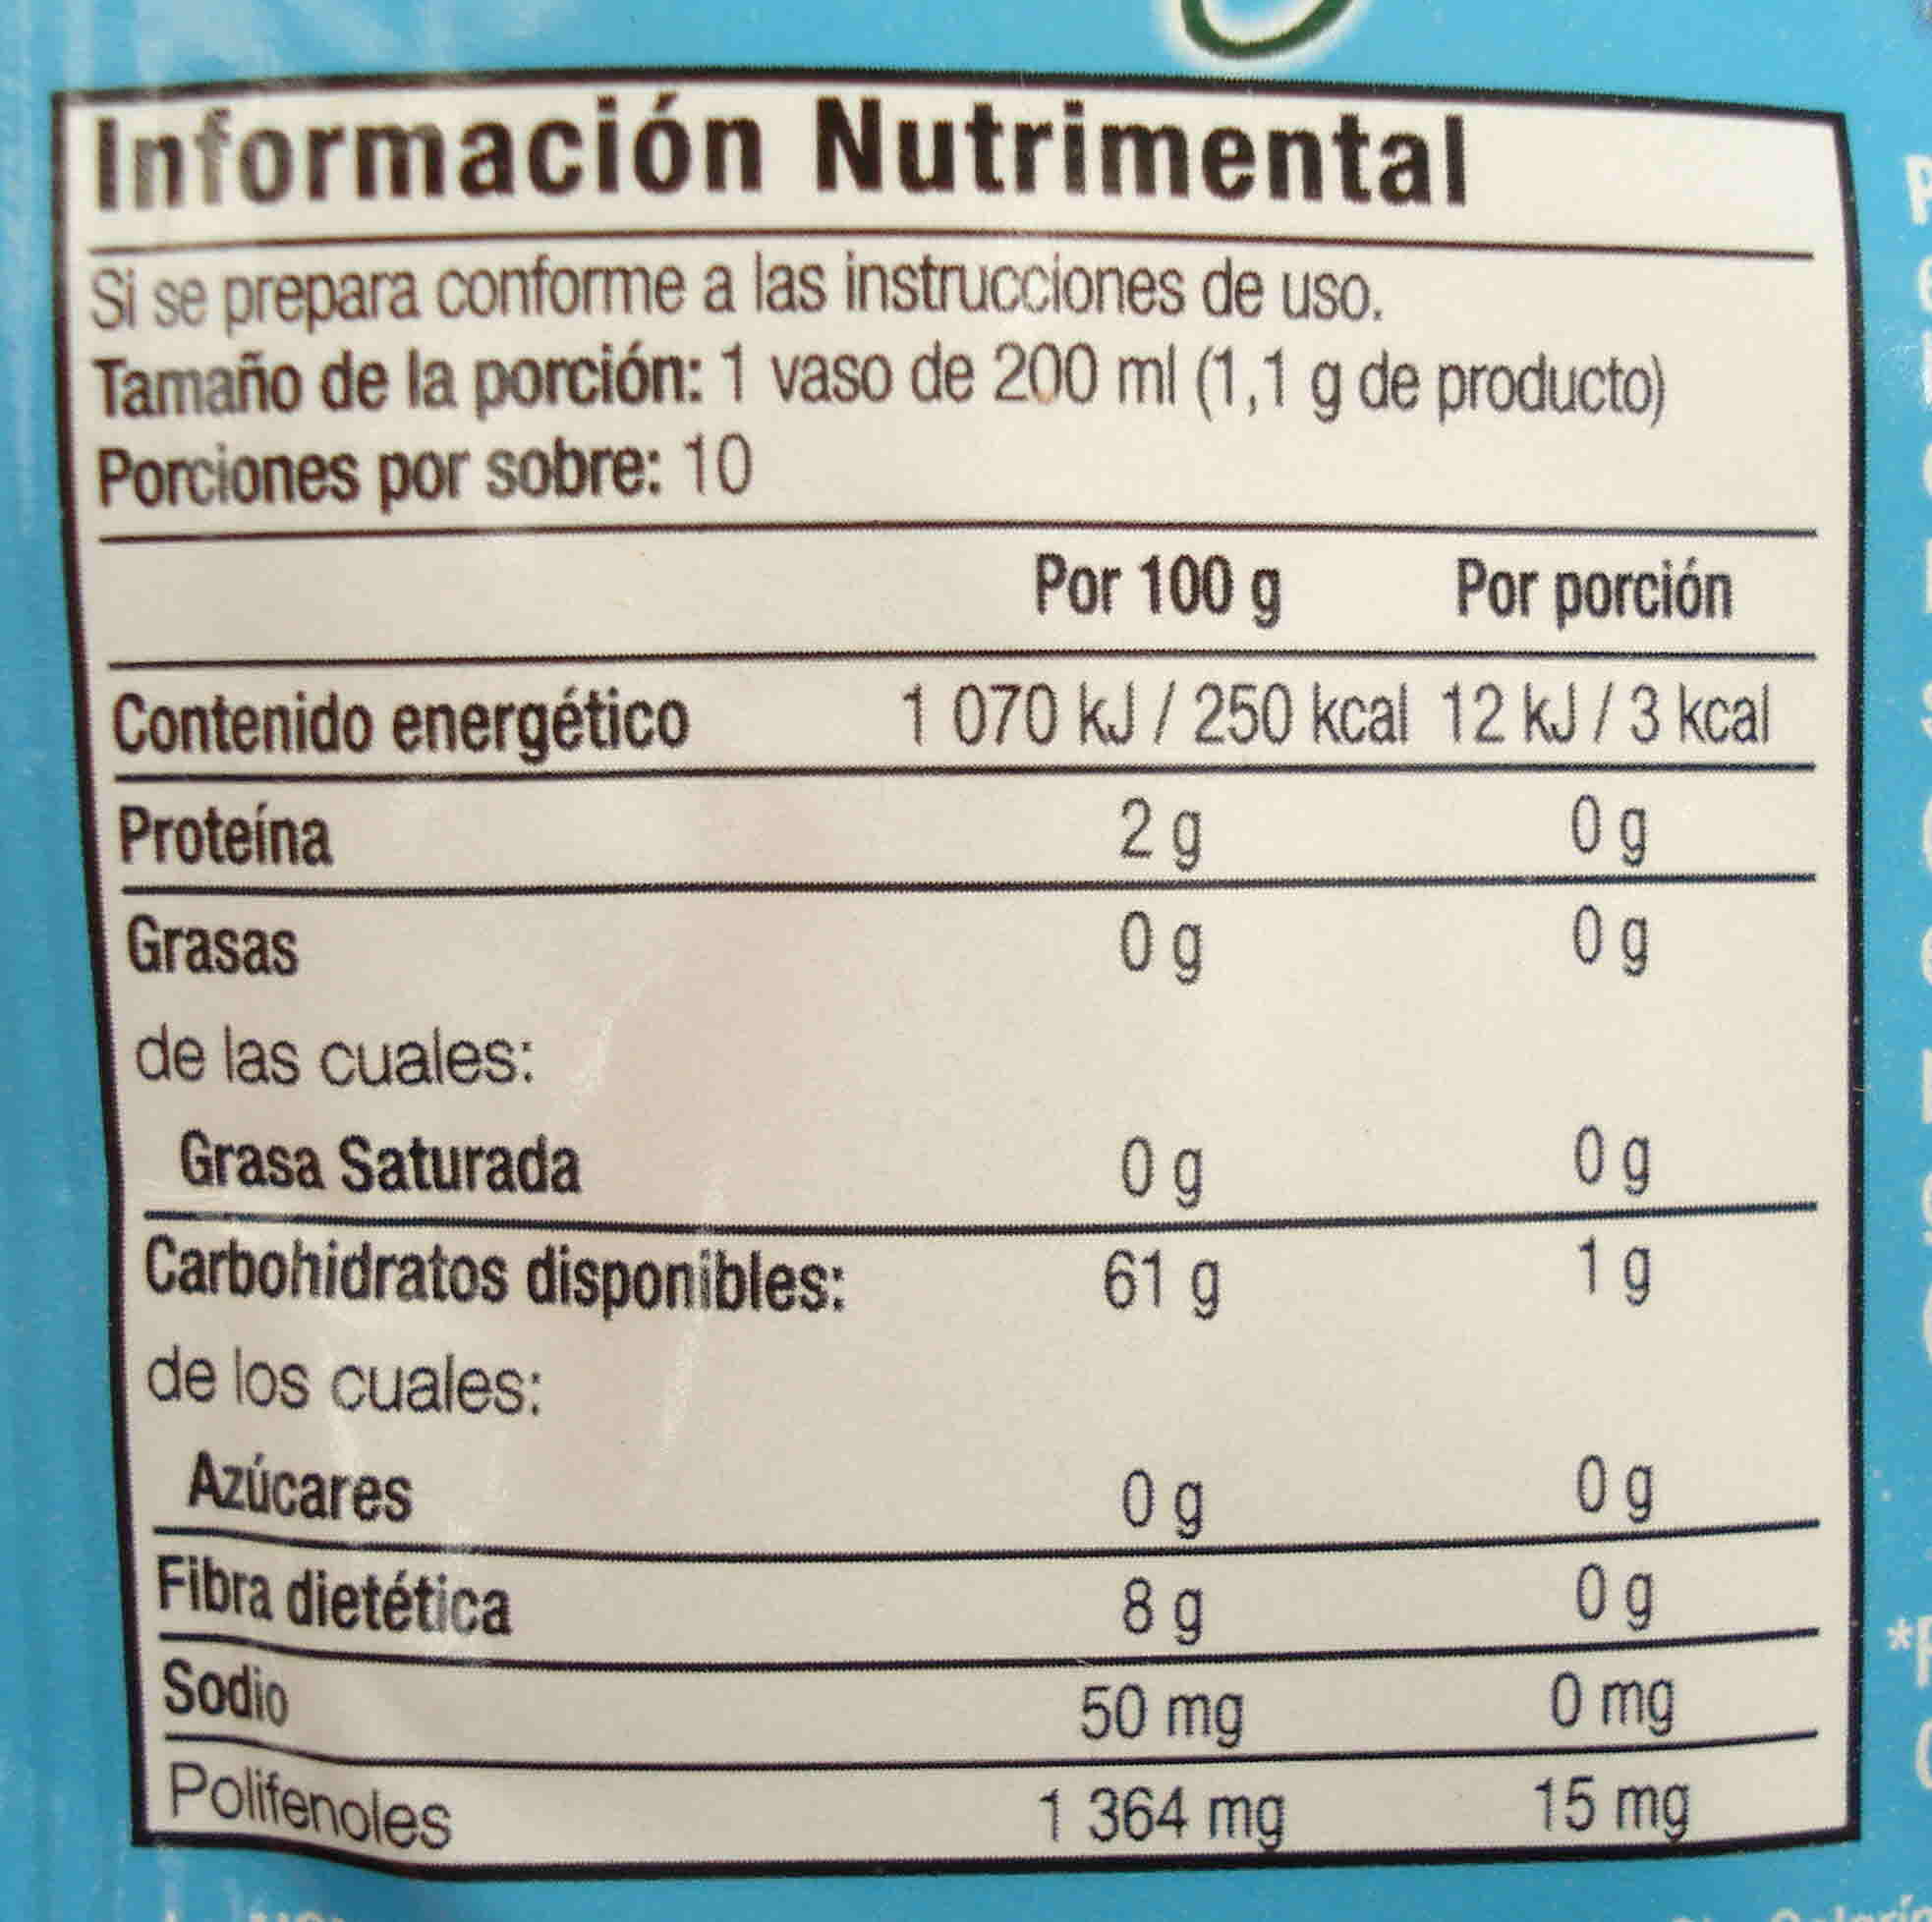 Información Nutrimental
Si se prepara conforme a las instrucciones de uso.
Tamaño de la porción: 1 vaso de 200 ml (1,1 g de producto)
Porciones por sobre: 10
Por 100 g Por porción
Contenido energético 1 070 kJ / 250 kcal 12 kJ / 3 kcal
Proteína 2 g 0 g
Grasas 0 g 0 g
de las cuales:
Grasa Saturada 0 g 0 g
Carbohidratos disponibles: 61 g 1 g
de los cuales:
Azúcares 0 g 0 g
Fibra dietética 8 g 0 g
Sodio 50 mg 0 mg
Polifenoles 1 364 mg 15 mg